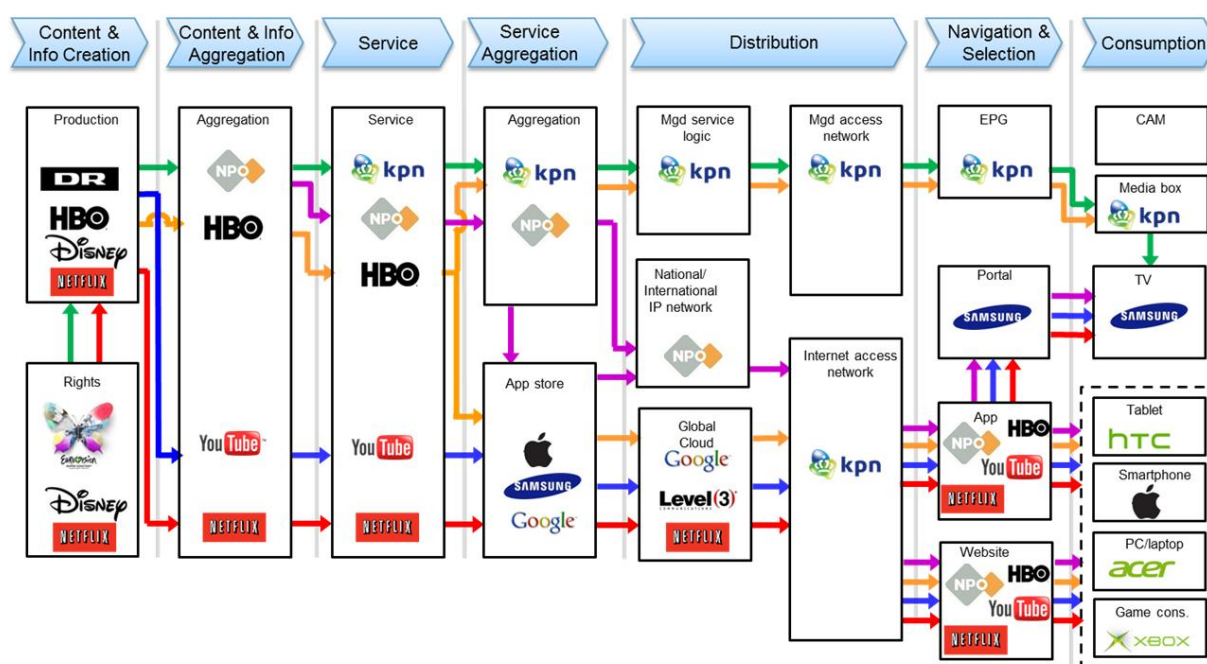 Content &
Info Creation
Content & Info
Aggregation
Service
Service
Aggregation
Distribution
Navigation &
Selection
Consumption
Production
DR
HBO
Disney
NETFLIX
Rights
EUROVISION
Disney
NETFLIX
Aggregation
NPO
HBO
YouTube
NETFLIX
Service
kpn
NPO
HBO
YouTube
NETFLIX
Aggregation
kpn
NPO
App store
SAMSUNG
Google
Mgd service
logic
kpn
National/
International
IP network
NPO
Global
Cloud
Google
Level(3)
COMMUNICATIONS
NETFLIX
Mgd access
network
kpn
Internet access
network
kpn
EPG
kpn
Portal
SAMSUNG
App
HBO
NPO
YouTube
NETFLIX
Website
HBO
NPO
YouTube
NETFLIX
CAM
Media box
kpn
TV
SAMSUNG
Tablet
hTC
Smartphone
PC/laptop
acer
Game cons.
XBOX